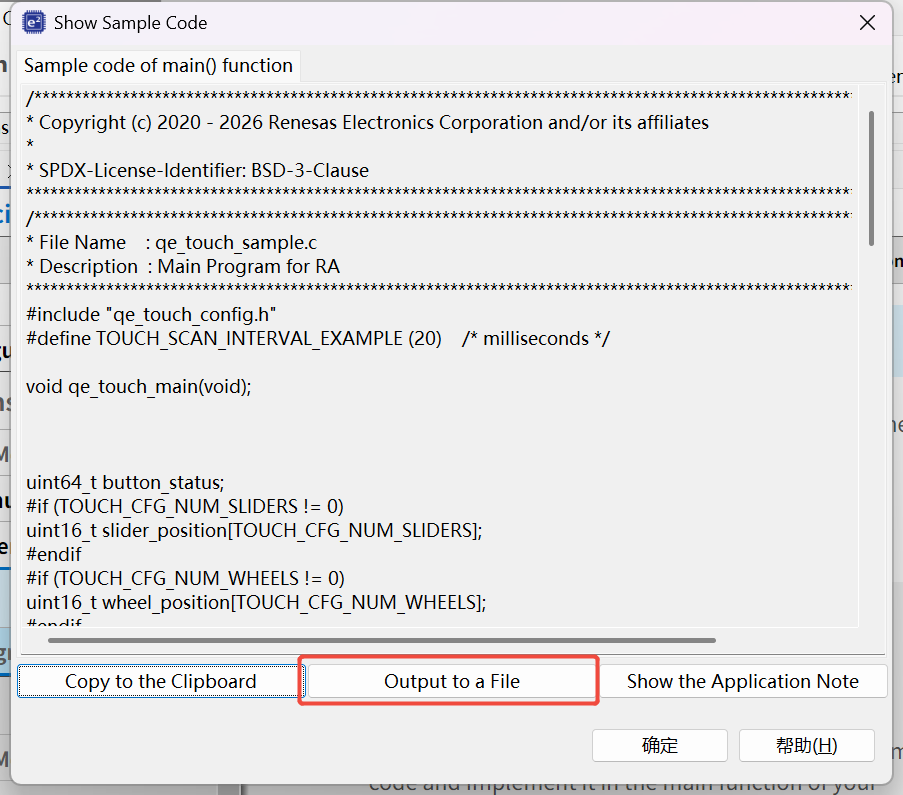 Show Sample Code
Sample code of main() function
/**********************************************************************************************************
* Copyright (c) 2020 - 2026 Renesas Electronics Corporation and/or its affiliates
*
* SPDX-License-Identifier: BSD-3-Clause
***********************************************************************************************************
/**********************************************************************************************************
* File Name    : qe_touch_sample.c
* Description  : Main Program for RA
***********************************************************************************************************
#include "qe_touch_config.h"
#define TOUCH_SCAN_INTERVAL_EXAMPLE (20)    /* milliseconds */
void qe_touch_main(void);
uint64_t button_status;
#if (TOUCH_CFG_NUM_SLIDERS != 0)
uint16_t slider_position[TOUCH_CFG_NUM_SLIDERS];
#endif
#if (TOUCH_CFG_NUM_WHEELS != 0)
uint16_t wheel_position[TOUCH_CFG_NUM_WHEELS];
#endif
Copy to the Clipboard
Output to a File
Show the Application Note
确定
帮助(H)
code and implement it in the main function of your